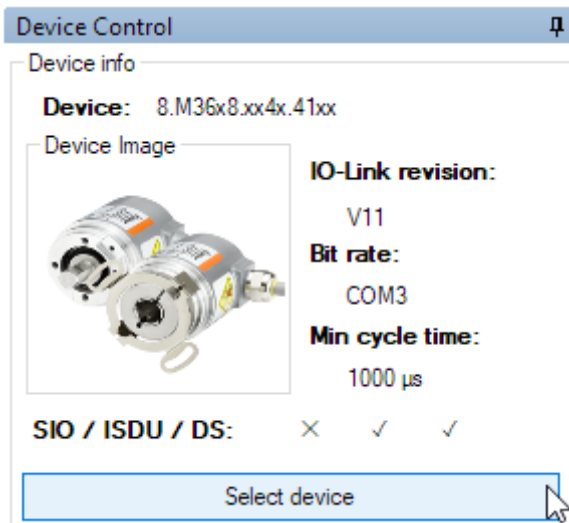 Device Control
Device info
Device: 8.M36x8.xx4x.41xx
Device Image
IO-Link revision:
V11
Bit rate:
COM3
Min cycle time:
1000 µs
SIO / ISDU / DS: × ✓ ✓
Select device